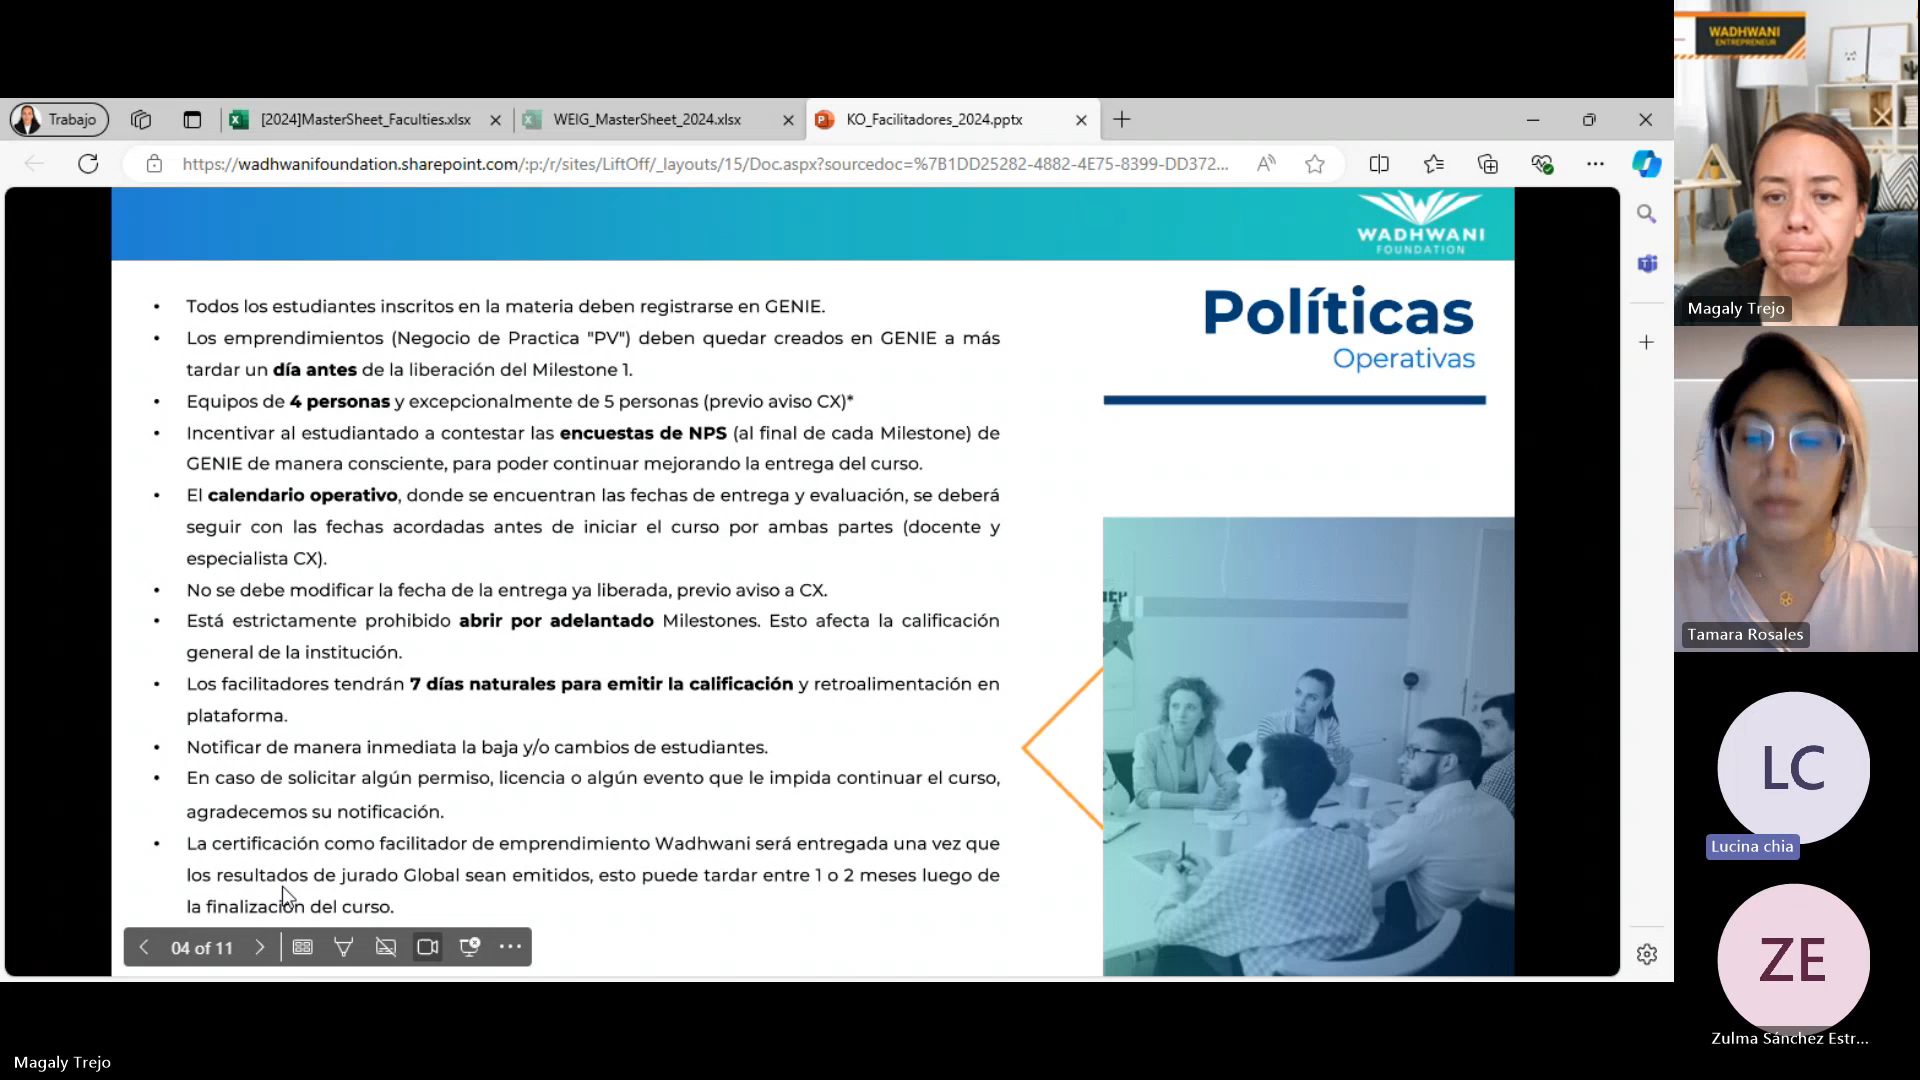 Trabajo
[2024]MasterSheet_Faculties.xlsx
WEIG_MasterSheet_2024.xlsx
KO_Facilitadores_2024.pptx
https://wadhwanifoundation.sharepoint.com/:p:/r/sites/LiftOff/_layouts/15/Doc.aspx?sourcedoc=%7B1DD25282-4882-4E75-8399-DD372...
WADHWANI
FOUNDATION
Políticas
Operativas
• Todos los estudiantes inscritos en la materia deben registrarse en GENIE.
• Los emprendimientos (Negocio de Practica "PV") deben quedar creados en GENIE a más
tardar un día antes de la liberación del Milestone 1.
• Equipos de 4 personas y excepcionalmente de 5 personas (previo aviso CX)*
• Incentivar al estudiantado a contestar las encuestas de NPS (al final de cada Milestone) de
GENIE de manera consciente, para poder continuar mejorando la entrega del curso.
• El calendario operativo, donde se encuentran las fechas de entrega y evaluación, se deberá
seguir con las fechas acordadas antes de iniciar el curso por ambas partes (docente y
especialista CX).
• No se debe modificar la fecha de la entrega ya liberada, previo aviso a CX.
• Está estrictamente prohibido abrir por adelantado Milestones. Esto afecta la calificación
general de la institución.
• Los facilitadores tendrán 7 días naturales para emitir la calificación y retroalimentación en
plataforma.
• Notificar de manera inmediata la baja y/o cambios de estudiantes.
• En caso de solicitar algún permiso, licencia o algún evento que le impida continuar el curso,
agradecemos su notificación.
• La certificación como facilitador de emprendimiento Wadhwani será entregada una vez que
los resultados de jurado Global sean emitidos, esto puede tardar entre 1 o 2 meses luego de
la finalización del curso.
04 of 11
WADHWANI
ENTREPRENEUR
Magaly Trejo
Tamara Rosales
LC
Lucina chia
ZE
Zulma Sánchez Estr...
Magaly Trejo